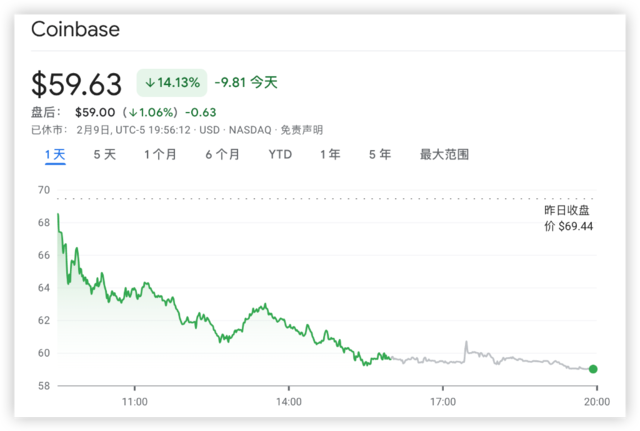 Coinbase
$59.63 ↓14.13% -9.81 今天
盘后： $59.00 (↓1.06%) -0.63
已休市： 2月9日, UTC-5 19:56:12 · USD · NASDAQ · 免责声明
1天 5天 1个月 6个月 YTD 1年 5年 最大范围
70
昨日收盘
价 $69.44
68
66
64
62
60
58
11:00 14:00 17:00 20:00